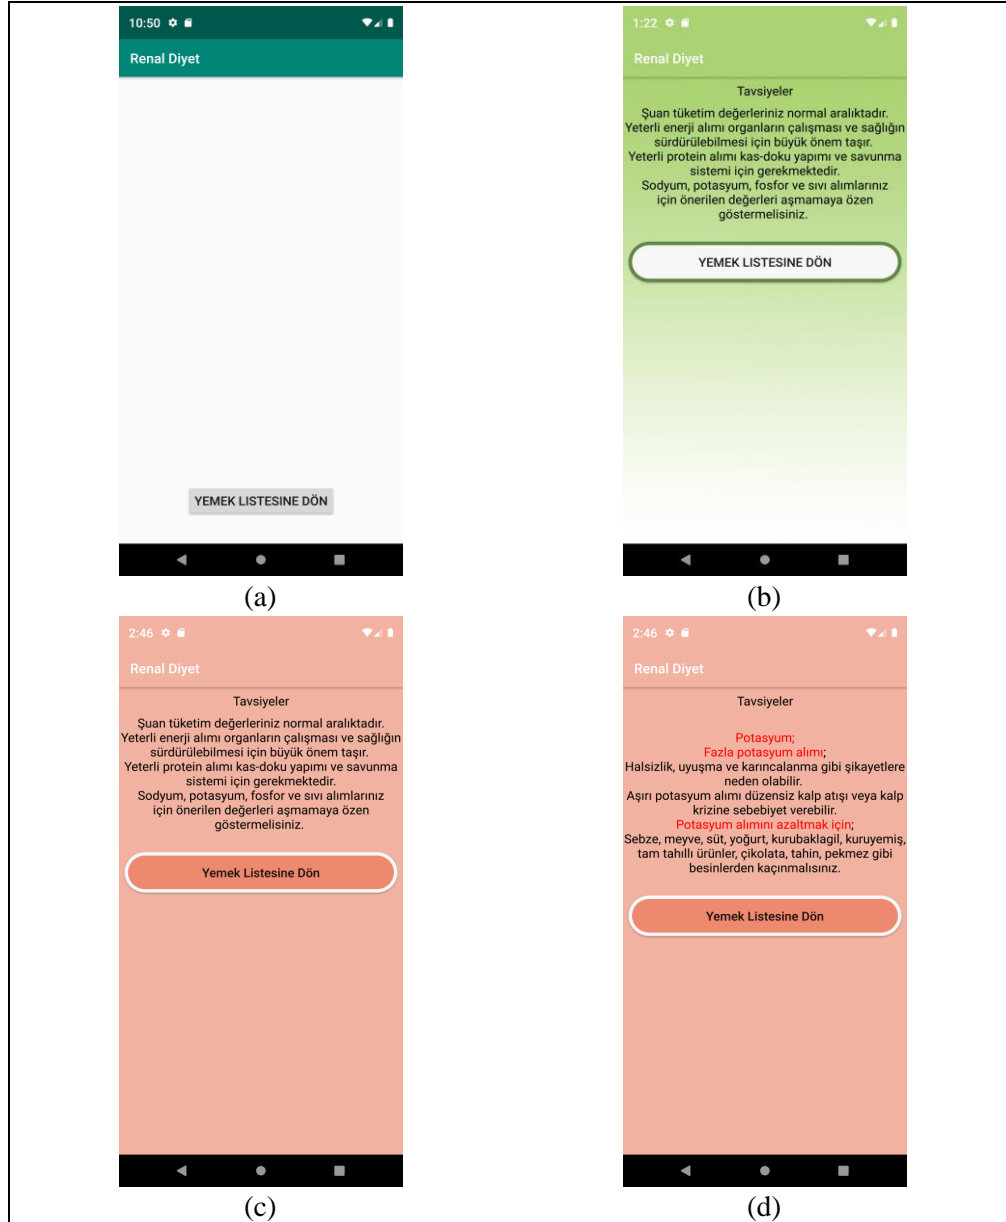 10:50
Renal Diyet
YEMEK LISTESINE DÖN
(a)
1:22
Renal Diyet
Tavsiyeler
Şuan tüketim değerleriniz normal aralıktadır.
Yeterli enerji alımı organların çalışması ve sağlığın
sürdürülebilmesi için büyük önem taşır.
Yeterli protein alımı kas-doku yapımı ve savunma
sistemi için gerekmektedir.
Sodyum, potasyum, fosfor ve sıvı alımlarınız
için önerilen değerleri aşmamaya özen
göstermelisiniz.
YEMEK LISTESINE DÖN
(b)
2:46
Renal Diyet
Tavsiyeler
Şuan tüketim değerleriniz normal aralıktadır.
Yeterli enerji alımı organların çalışması ve sağlığın
sürdürülebilmesi için büyük önem taşır.
Yeterli protein alımı kas-doku yapımı ve savunma
sistemi için gerekmektedir.
Sodyum, potasyum, fosfor ve sıvı alımlarınız
için önerilen değerleri aşmamaya özen
göstermelisiniz.
Yemek Listesine Dön
(c)
2:46
Renal Diyet
Tavsiyeler
Potasyum;
Fazla potasyum alımı;
Halsizlik, uyuşma ve karıncalanma gibi şikayetlere
neden olabilir.
Aşırı potasyum alımı düzensiz kalp atışı veya kalp
krizine sebebiyet verebilir.
Potasyum alımını azaltmak için;
Sebze, meyve, süt, yoğurt, kurubaklagil, kuruyemiş,
tam tahıllı ürünler, çikolata, tahin, pekmez gibi
besinlerden kaçınmalısınız.
Yemek Listesine Dön
(d)